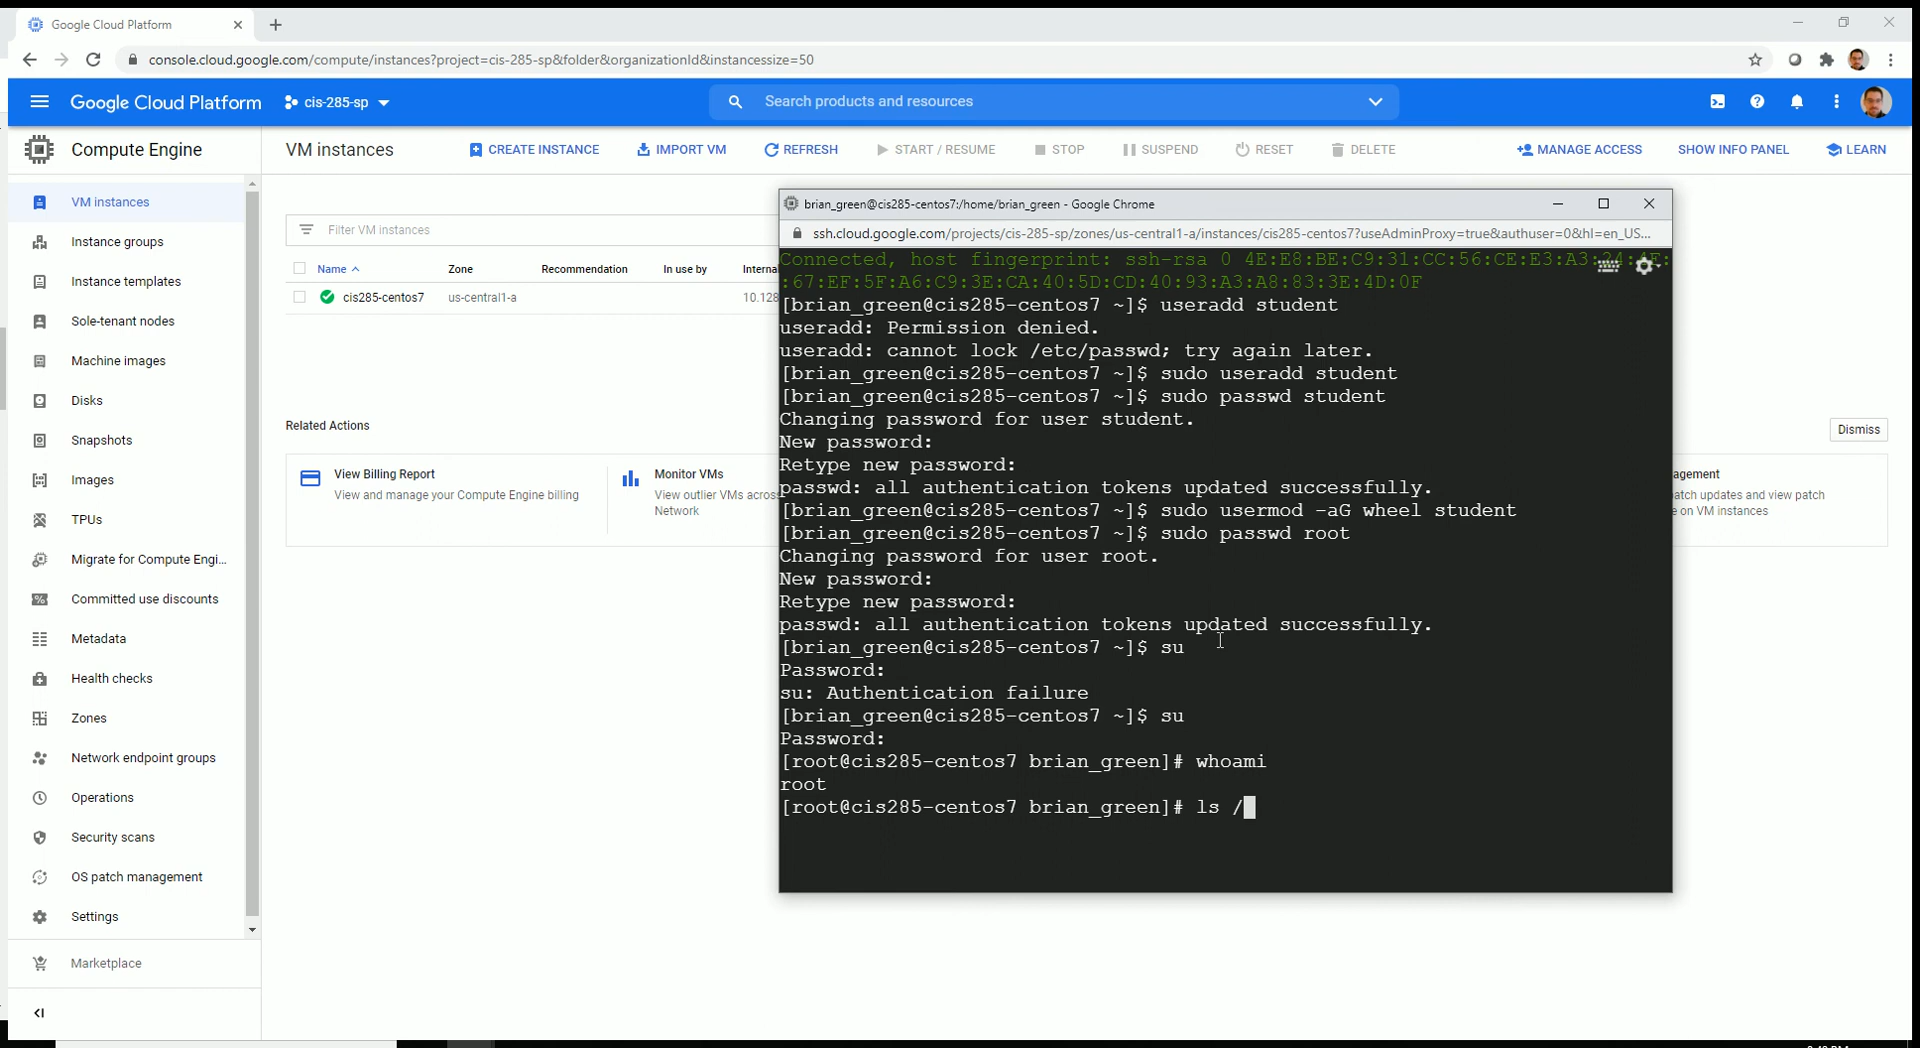 Google Cloud Platform
console.cloud.google.com/compute/instances?project=cis-285-sp&folder&organizationId&instancessize=50
Google Cloud Platform cis-285-sp Search products and resources
Compute Engine VM instances CREATE INSTANCE IMPORT VM REFRESH START / RESUME STOP SUSPEND RESET DELETE MANAGE ACCESS SHOW INFO PANEL LEARN
VM instances
Instance groups
Instance templates
Sole-tenant nodes
Machine images
Disks
Snapshots
Images
TPUs
Migrate for Compute Engi...
Committed use discounts
Metadata
Health checks
Zones
Network endpoint groups
Operations
Security scans
OS patch management
Settings
Marketplace
Filter VM instances
Name Zone Recommendation In use by Internal
cis285-centos7 us-central1-a 10.128
Related Actions
Dismiss
View Billing Report
View and manage your Compute Engine billing
Monitor VMs
View outlier VMs across
Network
agement
atch updates and view patch
e on VM instances
brian_green@cis285-centos7:/home/brian_green - Google Chrome
ssh.cloud.google.com/projects/cis-285-sp/zones/us-central1-a/instances/cis285-centos7?useAdminProxy=true&authuser=0&hl=en_US...
Connected, host fingerprint: ssh-rsa 0 4E:E8:BE:C9:31:CC:56:CE:E3:A3:
:67:EF:5F:A6:C9:3E:CA:40:5D:CD:40:93:A3:A8:83:3E:4D:0F
[brian_green@cis285-centos7 ~]$ useradd student
useradd: Permission denied.
useradd: cannot lock /etc/passwd; try again later.
[brian_green@cis285-centos7 ~]$ sudo useradd student
[brian_green@cis285-centos7 ~]$ sudo passwd student
Changing password for user student.
New password:
Retype new password:
passwd: all authentication tokens updated successfully.
[brian_green@cis285-centos7 ~]$ sudo usermod -aG wheel student
[brian_green@cis285-centos7 ~]$ sudo passwd root
Changing password for user root.
New password:
Retype new password:
passwd: all authentication tokens updated successfully.
[brian_green@cis285-centos7 ~]$ su
Password:
su: Authentication failure
[brian_green@cis285-centos7 ~]$ su
Password:
[root@cis285-centos7 brian_green]# whoami
root
[root@cis285-centos7 brian_green]# ls /